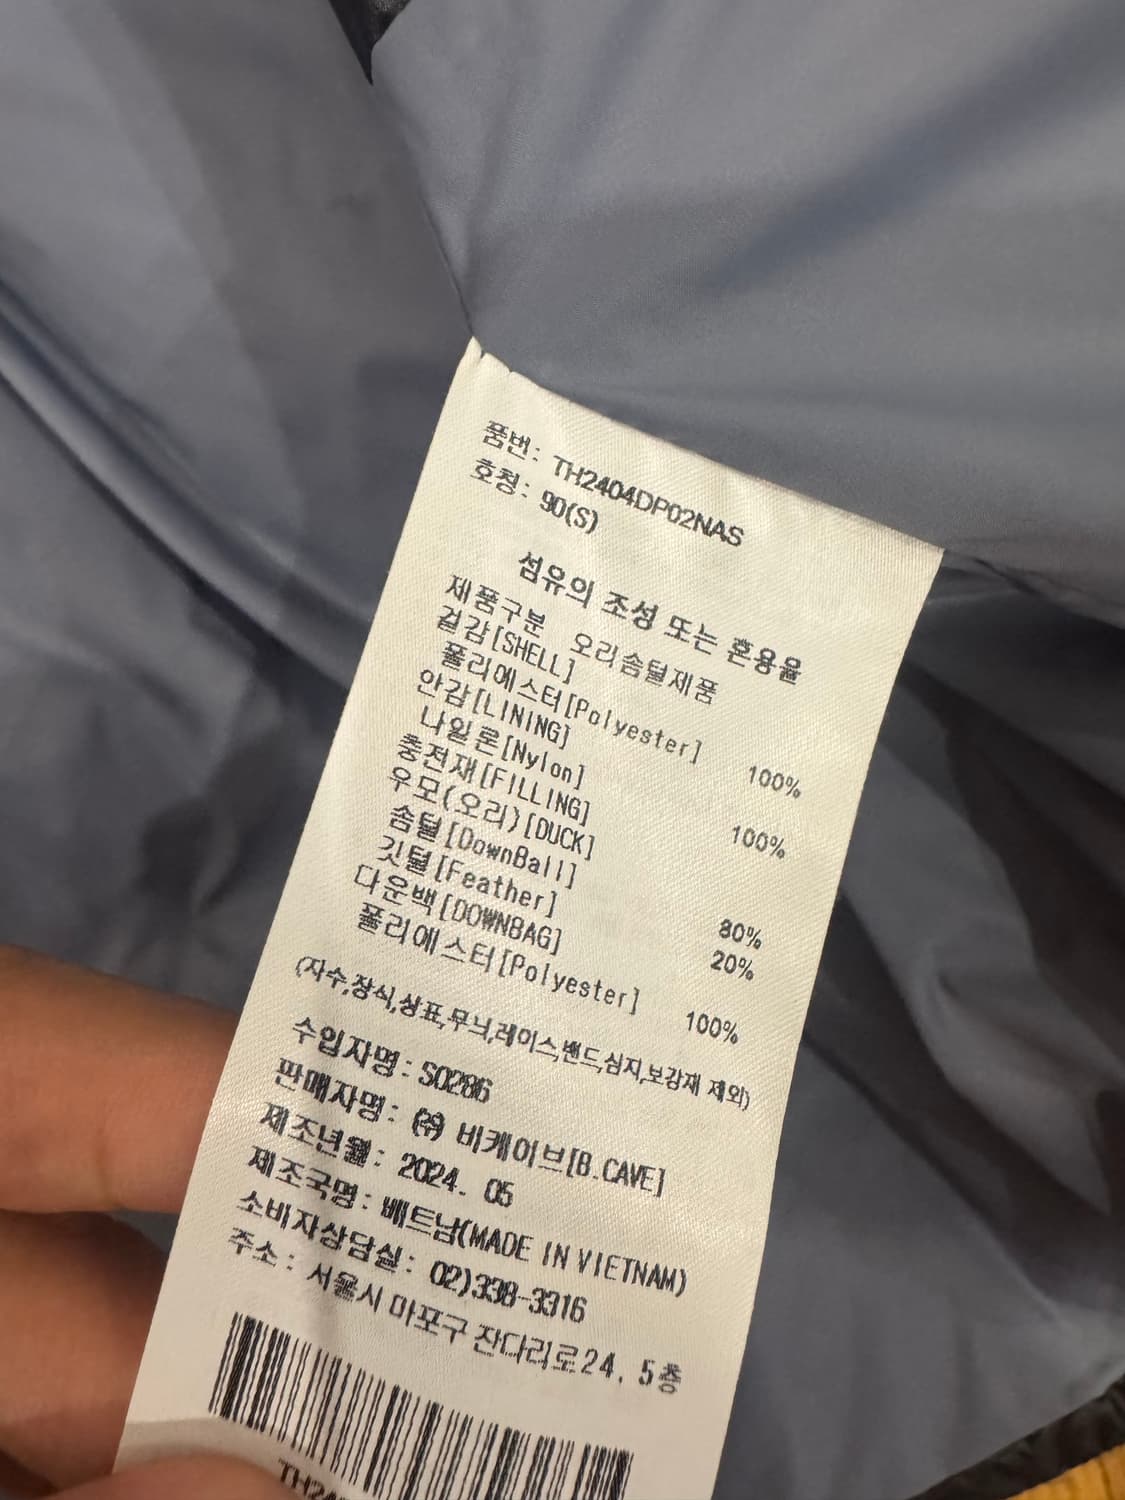 품번: TH2404DP02NAS
호칭: 90(S)
섬유의 조성 또는 혼용율
제품구분 오리솜털제품
겉감[SHELL]
폴리에스터[Polyester] 100%
안감[LINING]
나일론[Nylon] 100%
충전재[FILLING]
우모(오리)[DUCK]
솜털[DownBall] 80%
깃털[Feather] 20%
다운백[DOWNBAG]
폴리에스터[Polyester] 100%
(자수,장식,상표,무늬,레이스,밴드,심지,보강재 제외)
수입자명: S0286
판매자명: ㈜ 비케이브[B.CAVE]
제조년월: 2024. 05
제조국명: 베트남(MADE IN VIETNAM)
소비자상담실: 02)338-3316
주소: 서울시 마포구 잔다리로24, 5층